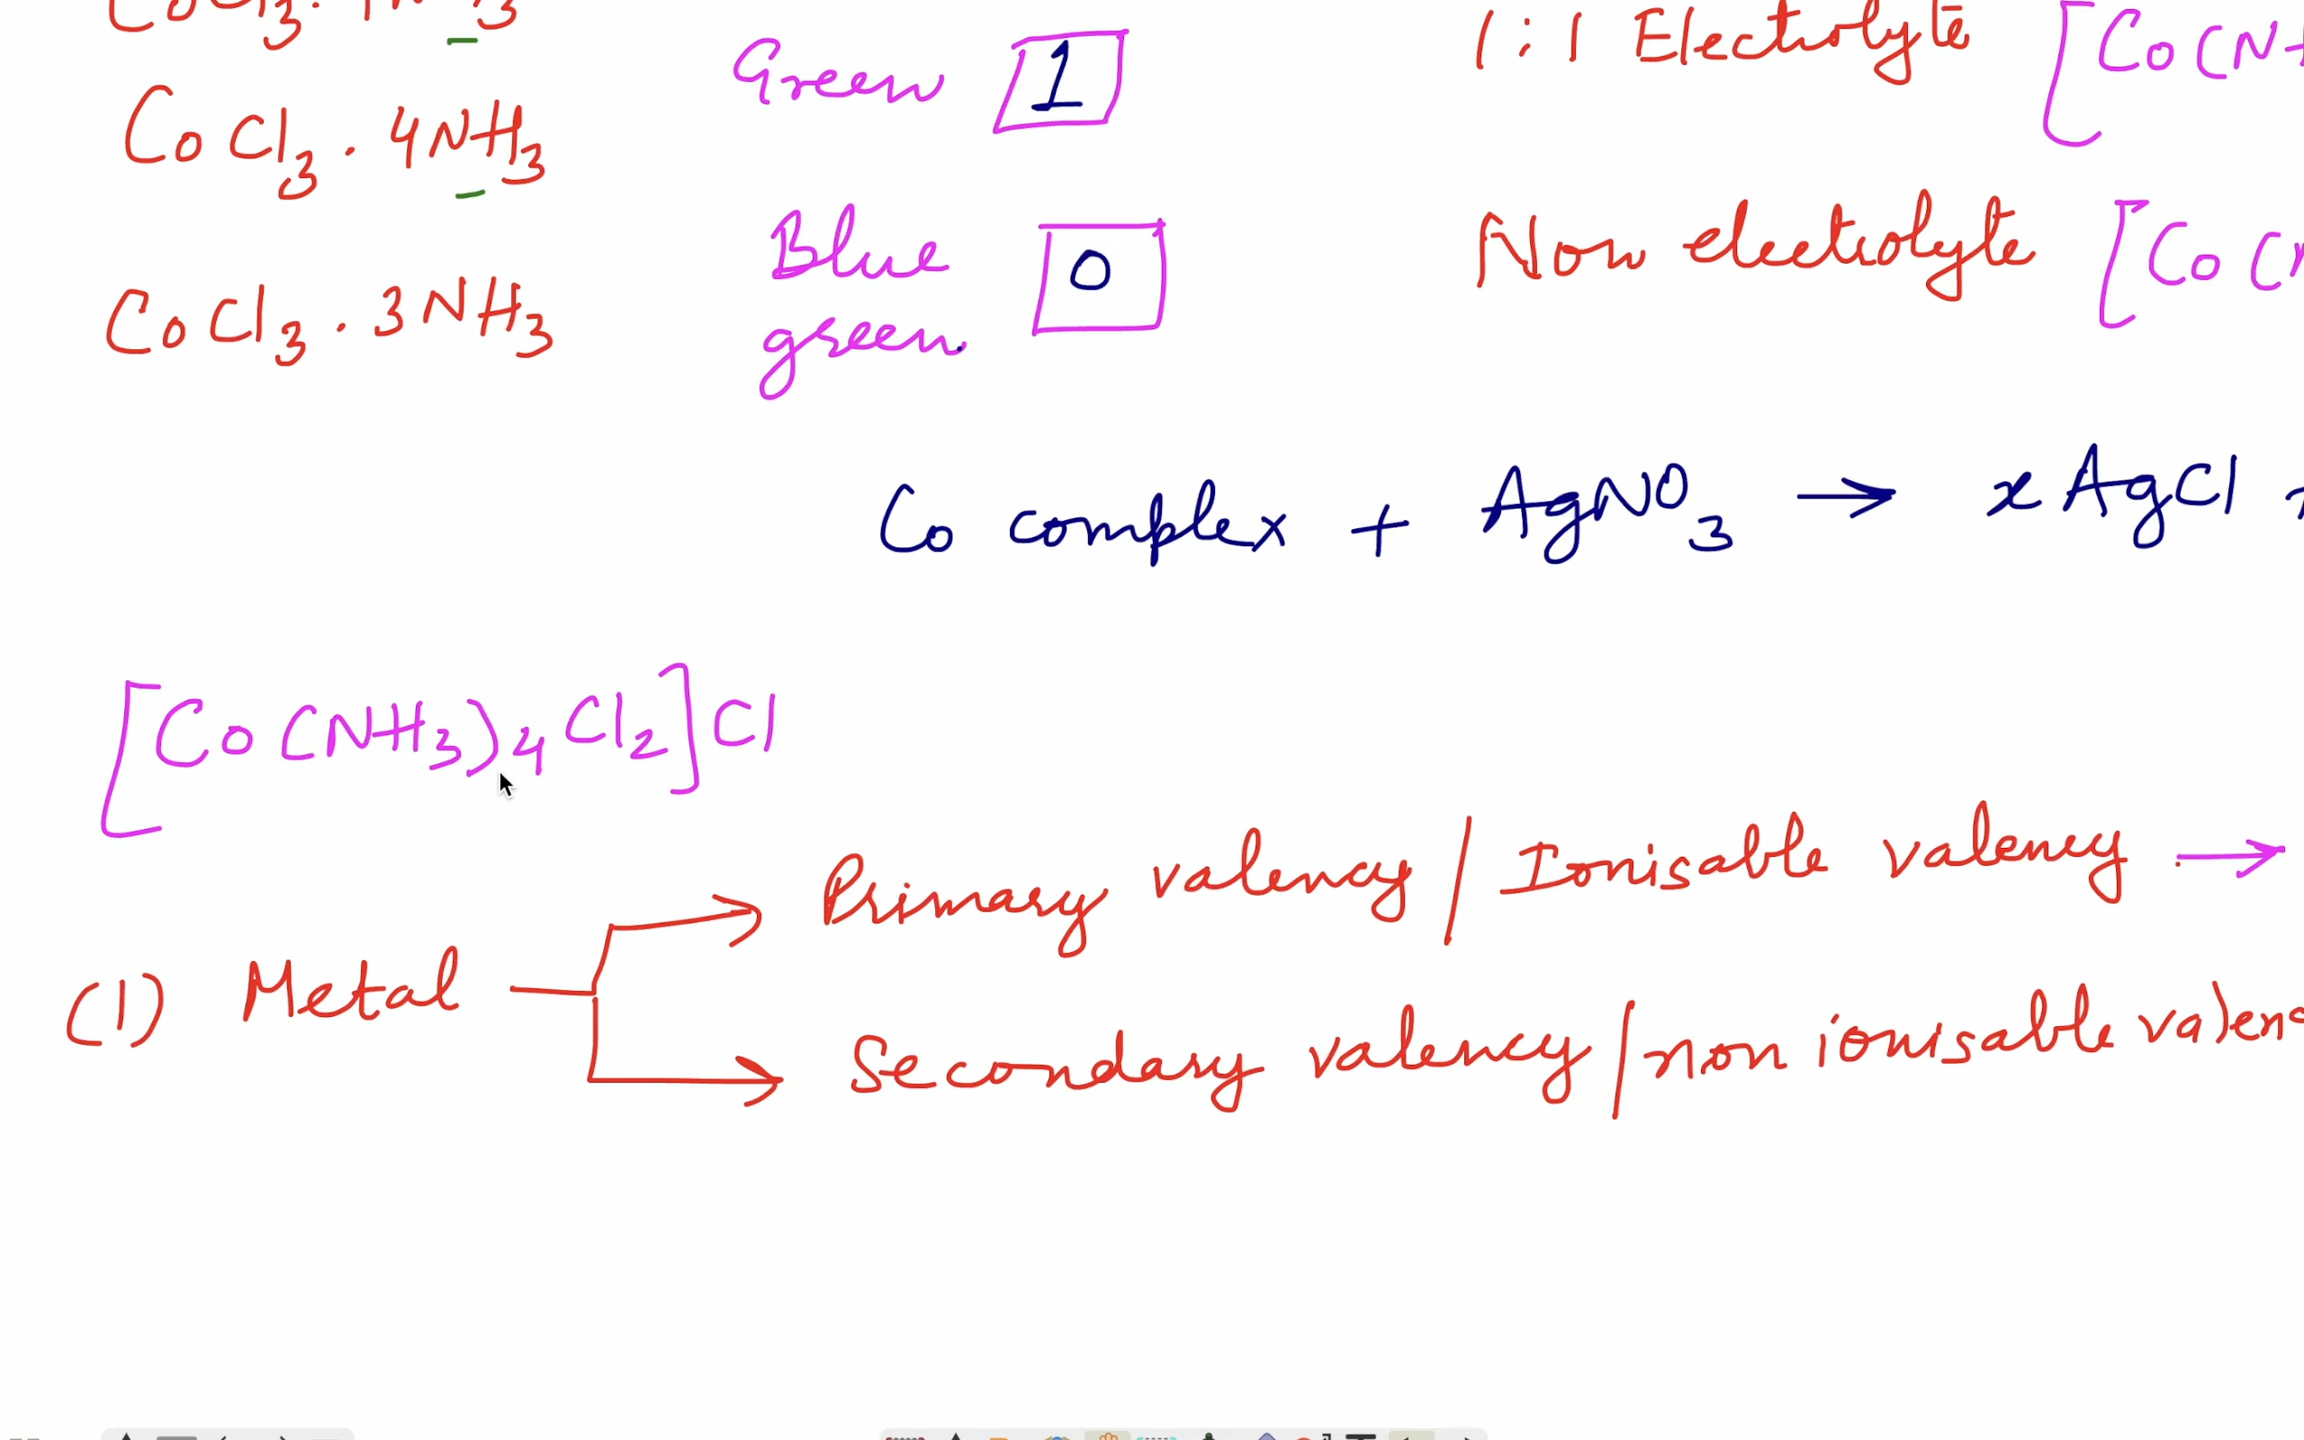 CoCl3 · 4NH3 Green 1 1:1 Electrolyte [Co(N
CoCl3 · 3NH3 Blue green. 0 Non electrolyte [Co(
Co complex + AgNO3 → x AgCl +
[Co(NH3)4Cl2]Cl
(1) Metal → Primary valency / Ionisable valency →
→ Secondary valency / non ionisable valen